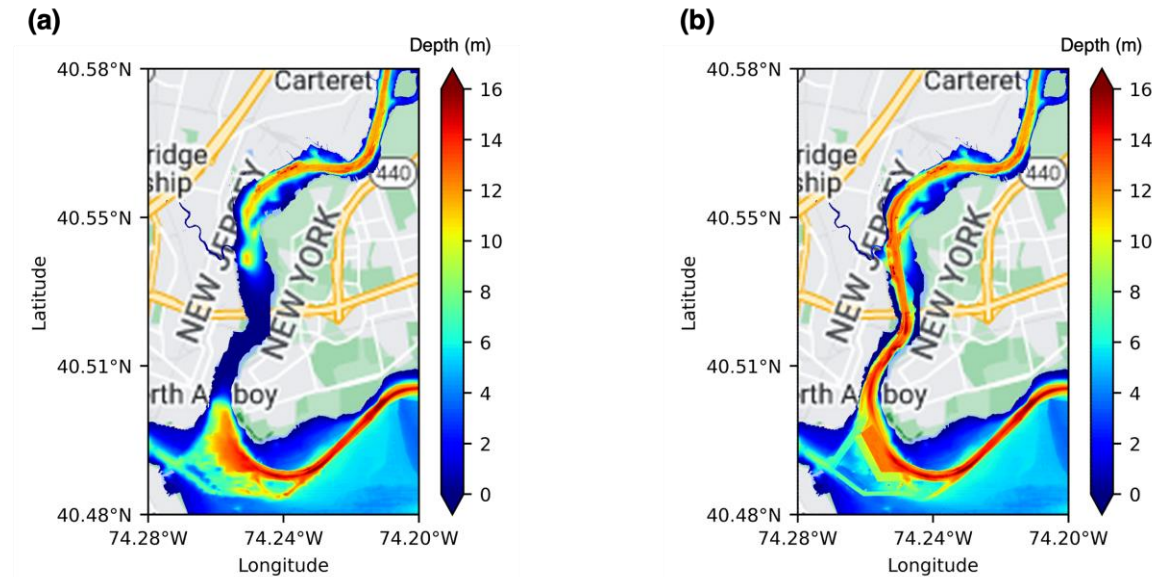 (a)
Depth (m)
40.58°N
40.55°N
40.51°N
40.48°N
Latitude
74.28°W
74.24°W
74.20°W
Longitude
16
14
12
10
8
6
4
2
0
Carteret
ridge
ship
440
NEW JERSEY
NEW YORK
rth A
boy
(b)
Depth (m)
40.58°N
40.55°N
40.51°N
40.48°N
Latitude
74.28°W
74.24°W
74.20°W
Longitude
16
14
12
10
8
6
4
2
0
Carteret
ridge
ship
440
NEW JERSEY
NEW YORK
rth A
boy